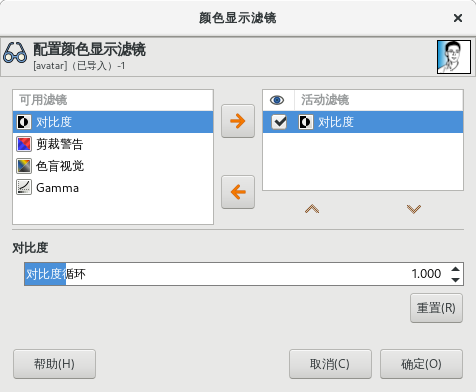 颜色显示滤镜
配置颜色显示滤镜
[avatar]（已导入）-1
可用滤镜
对比度
剪裁警告
色盲视觉
Gamma
活动滤镜
对比度
对比度
对比度循环 1.000
重置(R)
帮助(H) 取消(C) 确定(O)